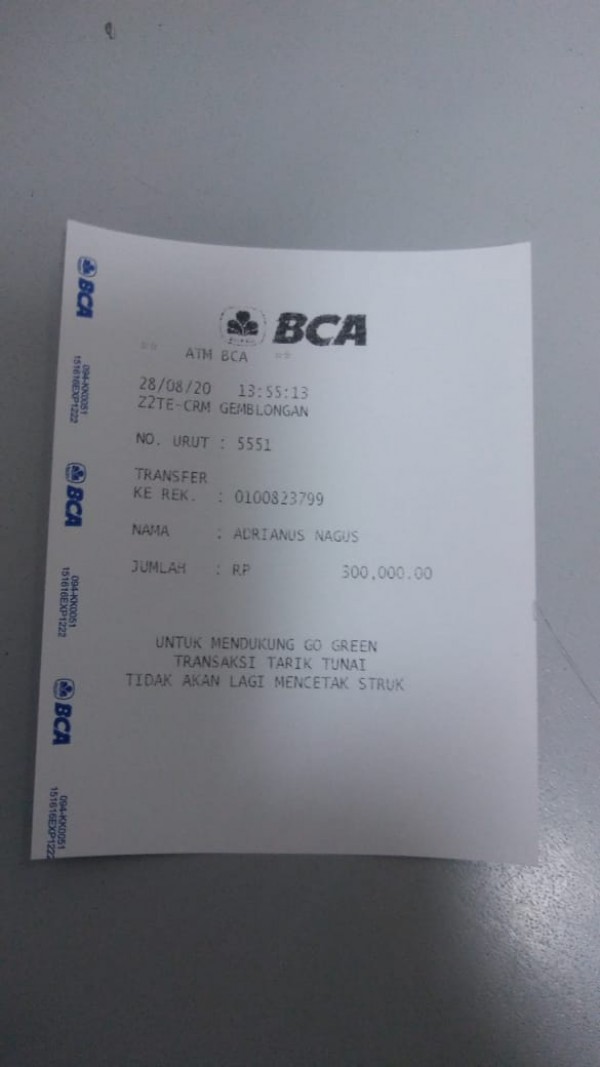 BCA
** ATM BCA **
28/08/20 13:55:13
Z2TE-CRM GEMBLONGAN
NO. URUT : 5551
TRANSFER
KE REK. : 0100823799
NAMA : ADRIANUS NAGUS
JUMLAH : RP 300,000.00
UNTUK MENDUKUNG GO GREEN
TRANSAKSI TARIK TUNAI
TIDAK AKAN LAGI MENCETAK STRUK
BCA
094-KK0051
151616EXP1222
BCA
094-KK0051
151616EXP1222
BCA
094-KK0051
151616EXP1222